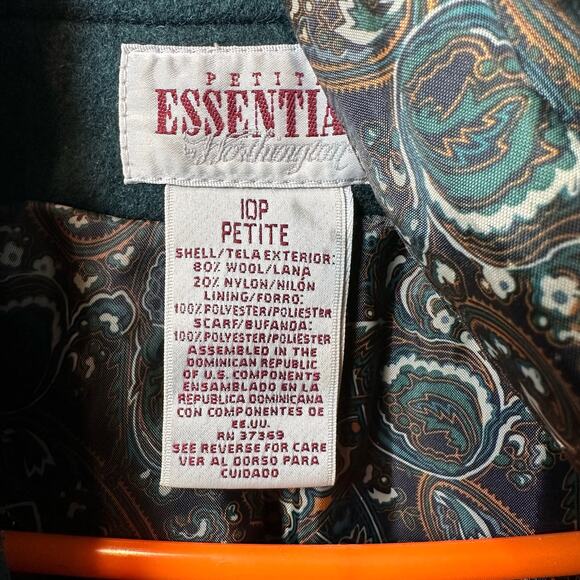 PETIT
ESSENTIA
by Worthington
10P
PETITE
SHELL/TELA EXTERIOR:
80% WOOL/LANA
20% NYLON/NILÓN
LINING/FORRO:
100% POLYESTER/POLIESTER
SCARF/BUFANDA:
100% POLYESTER/POLIESTER
ASSEMBLED IN THE
DOMINICAN REPUBLIC
OF U.S. COMPONENTS
ENSAMBLADO EN LA
REPUBLICA DOMINICANA
CON COMPONENTES DE
EE.UU.
RN 37369
SEE REVERSE FOR CARE
VER AL DORSO PARA
CUIDADO